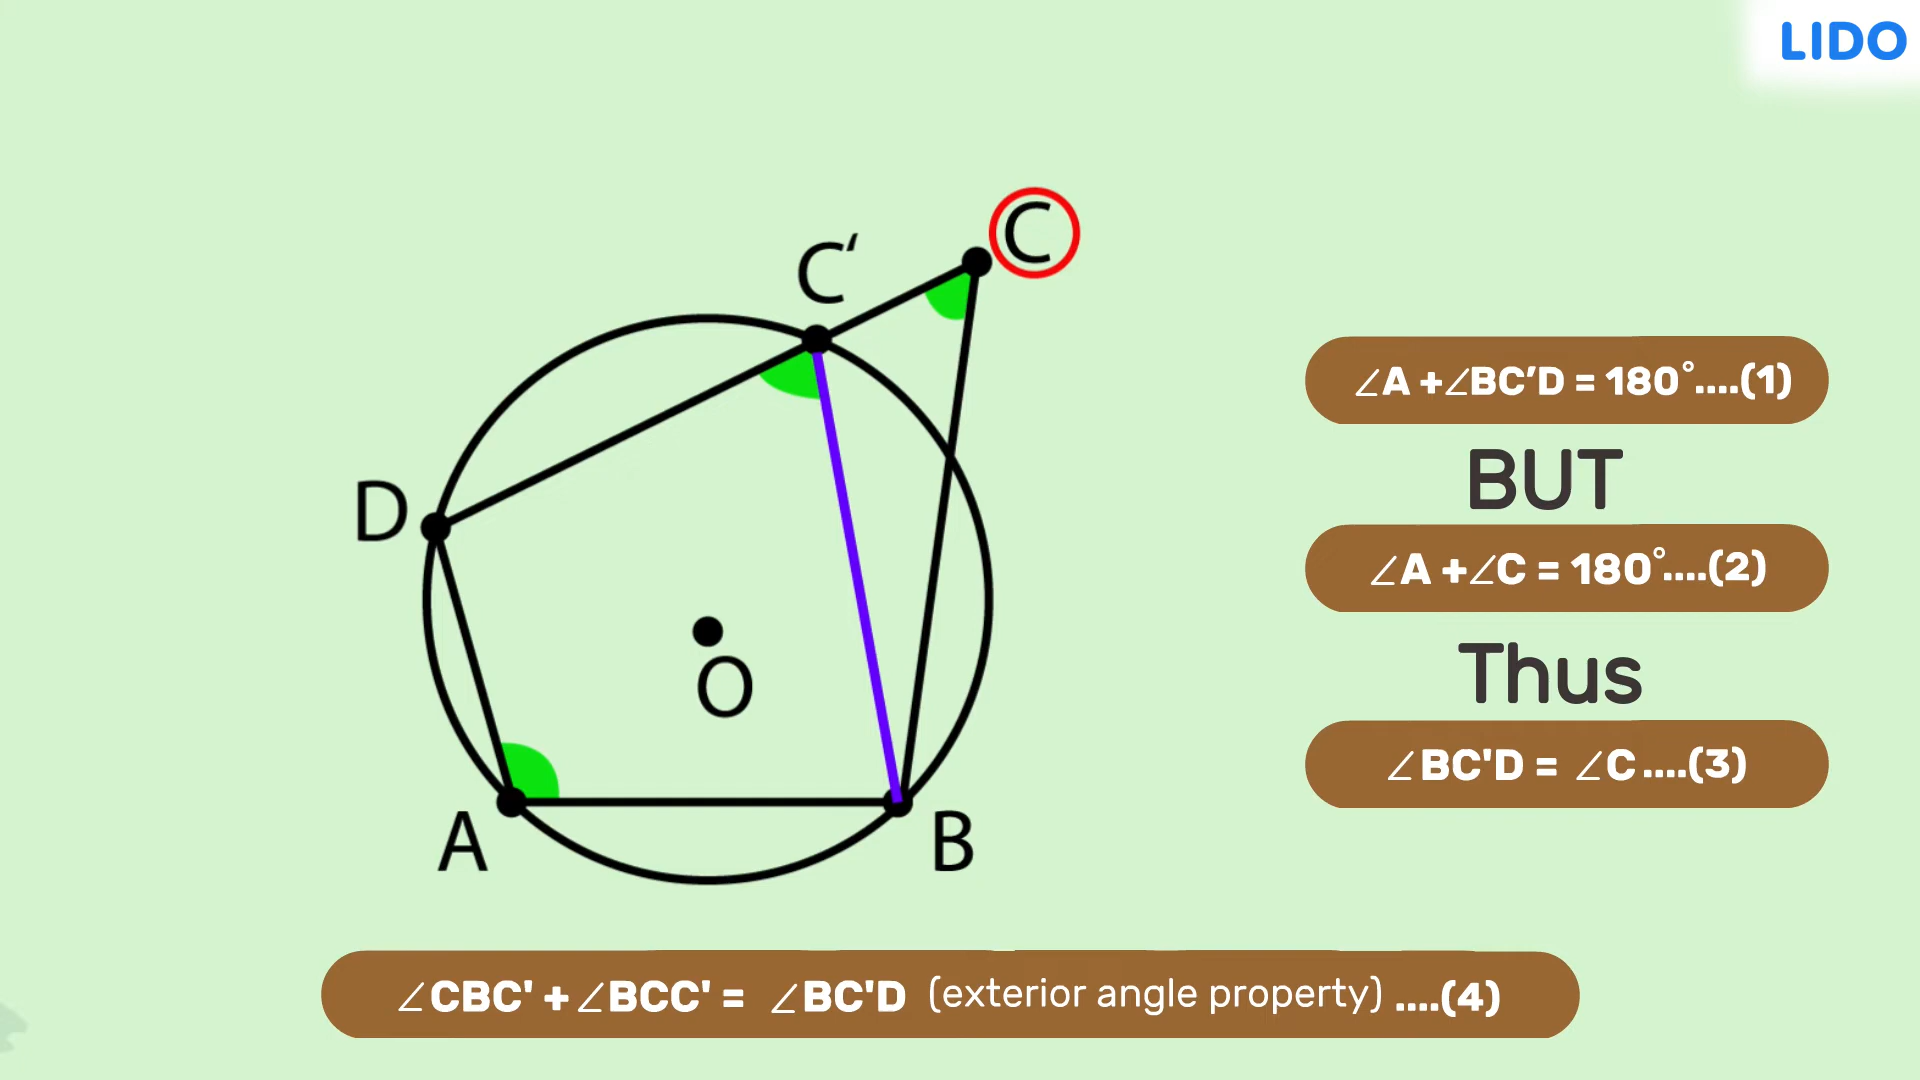 LIDO
C
C‘
D
O
A
B
∠A +∠BC’D = 180°....(1)
BUT
∠A +∠C = 180°....(2)
Thus
∠BC'D = ∠C....(3)
∠CBC' + ∠BCC' = ∠BC'D (exterior angle property) ....(4)